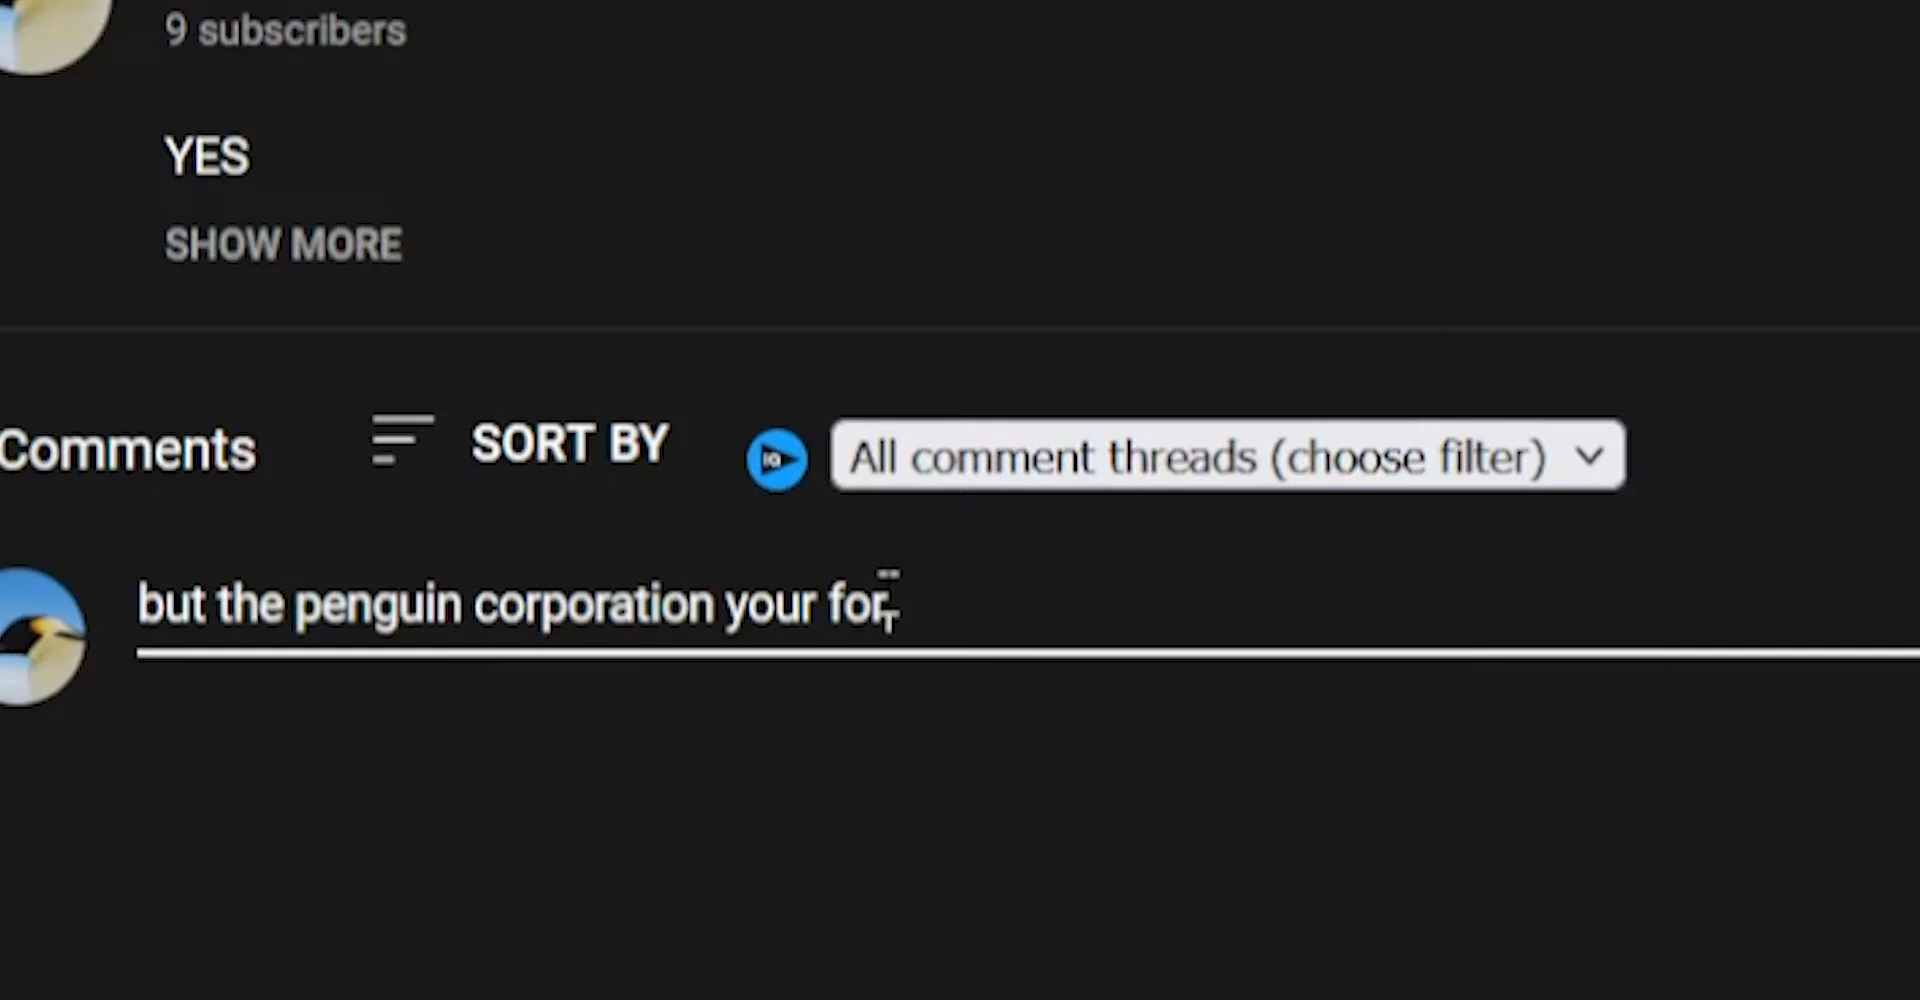 9 subscribers
YES
SHOW MORE
Comments
SORT BY
All comment threads (choose filter)
but the penguin corporation your for